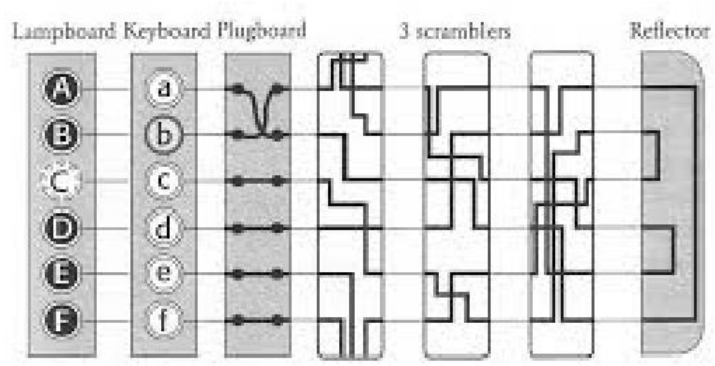 Lampboard Keyboard Plugboard 3 scramblers Reflector
A a
B b
C c
D d
E e
F f